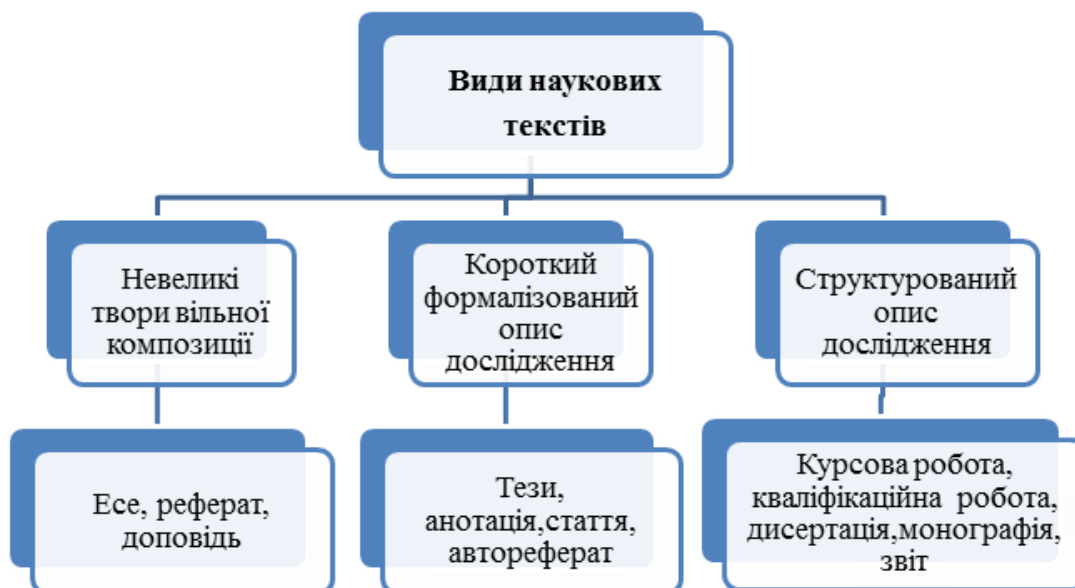 Види наукових
текстів
Невеликі
твори вільної
композиції
Короткий
формалізований
опис
дослідження
Структурований
опис
дослідження
Есе, реферат,
доповідь
Тези,
анотація,стаття,
автореферат
Курсова робота,
кваліфікаційна робота,
дисертація,монографія,
звіт